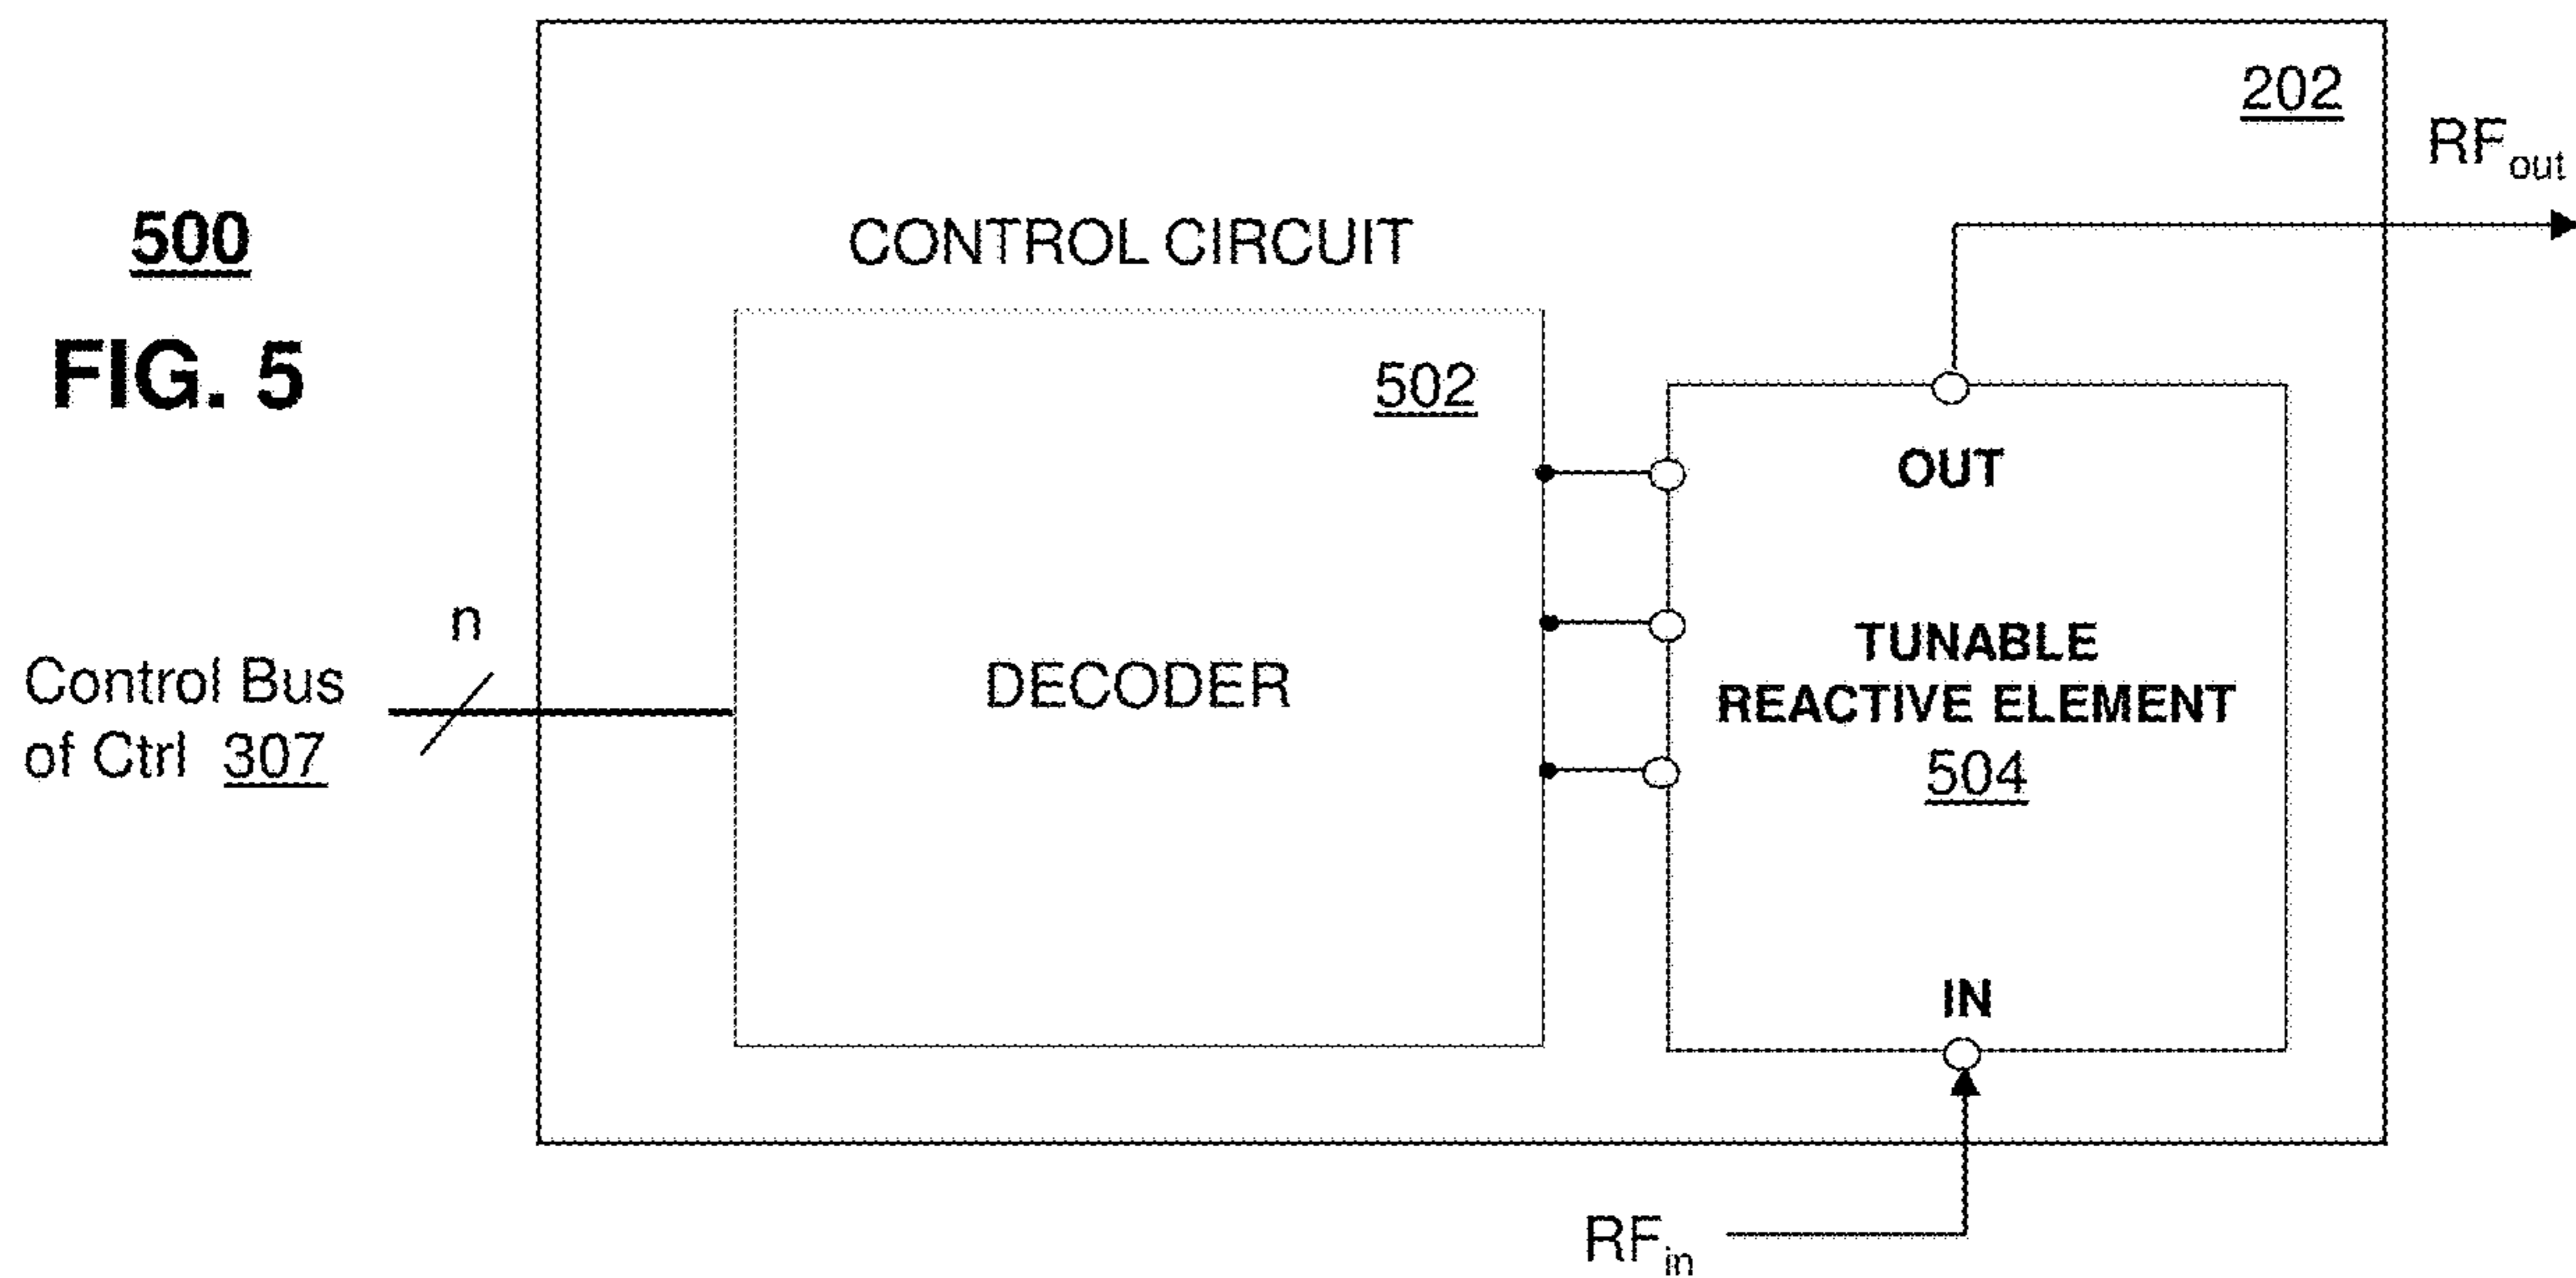 500
FIG. 5
202
RFout
CONTROL CIRCUIT
502
OUT
n
Control Bus
of Ctrl 307
DECODER
TUNABLE
REACTIVE ELEMENT
504
IN
RFin